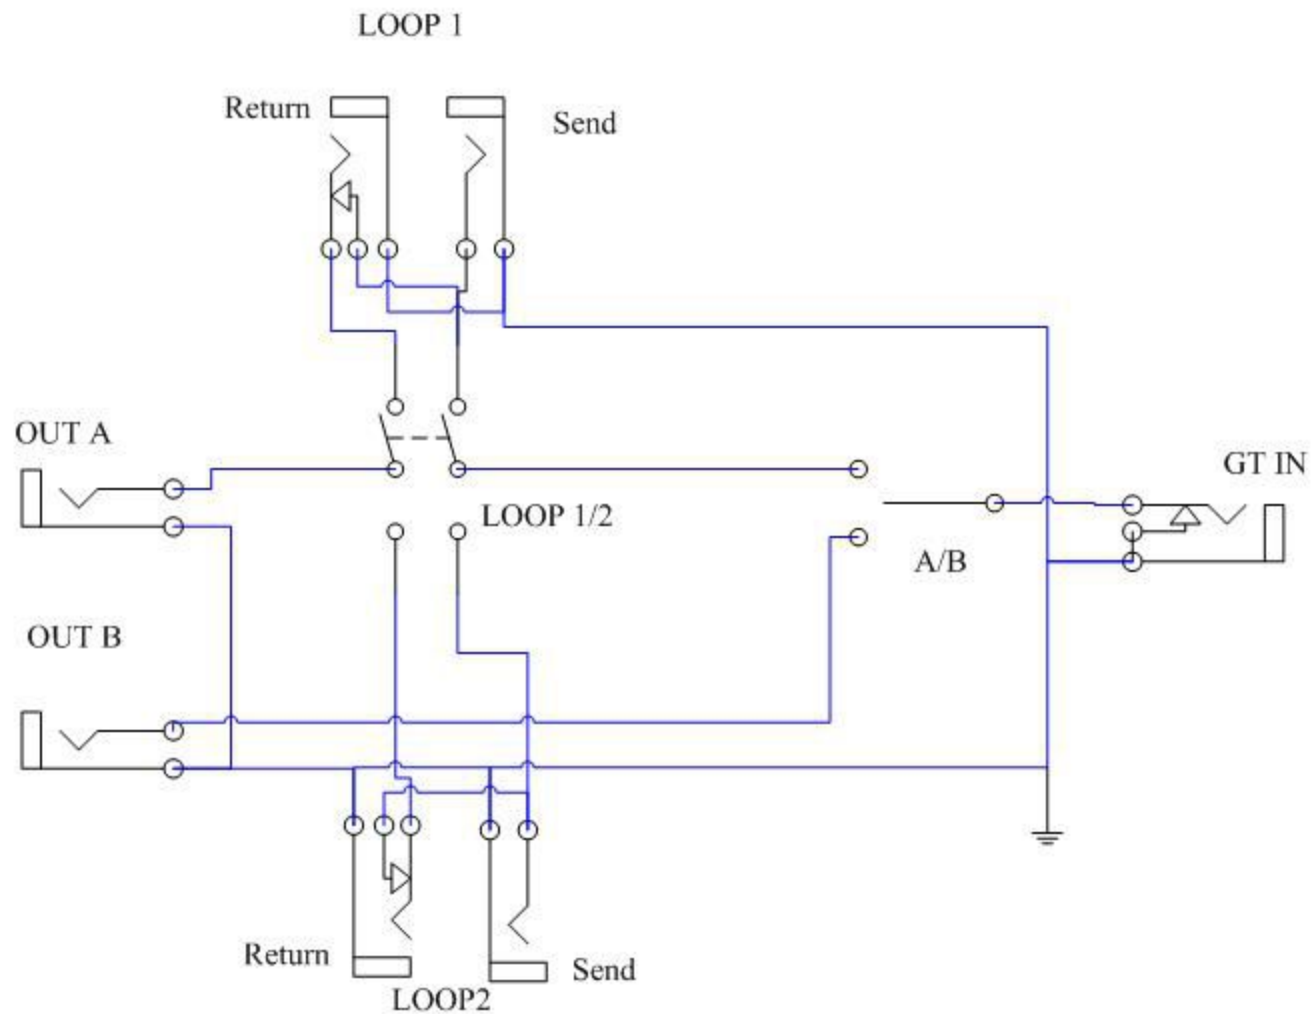 LOOP 1
Return
Send
OUT A
GT IN
LOOP 1/2
A/B
OUT B
Return
Send
LOOP2